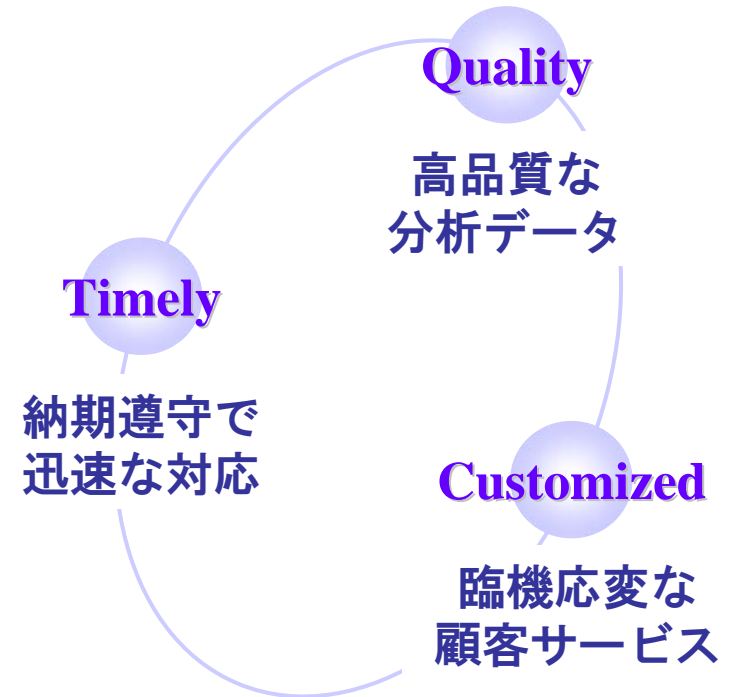 Quality
高品質な
分析データ
Timely
納期遵守で
迅速な対応
Customized
臨機応変な
顧客サービス